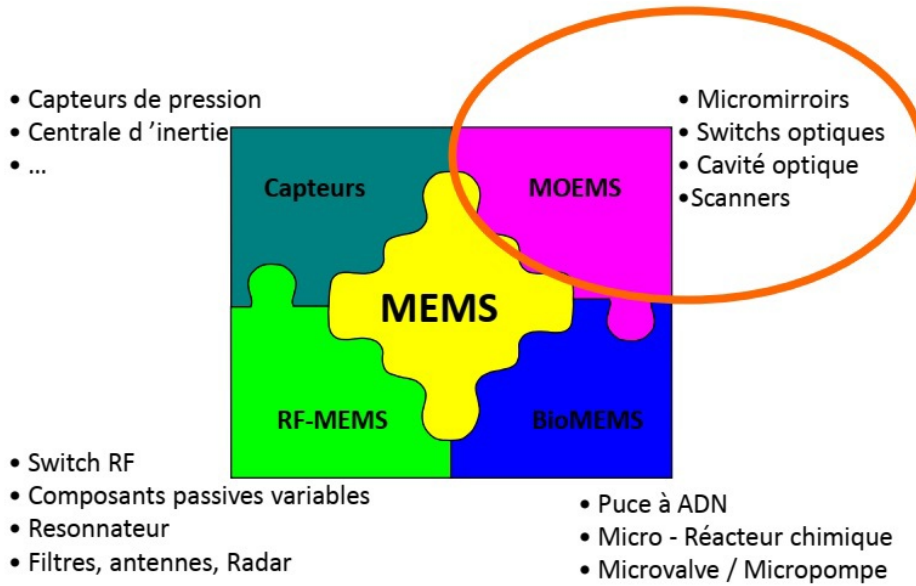 • Capteurs de pression
• Centrale d ’inertie
• ...
• Micromirroirs
• Switchs optiques
• Cavité optique
•Scanners
Capteurs
MOEMS
MEMS
RF-MEMS
BioMEMS
• Switch RF
• Composants passives variables
• Resonnateur
• Filtres, antennes, Radar
• Puce à ADN
• Micro - Réacteur chimique
• Microvalve / Micropompe